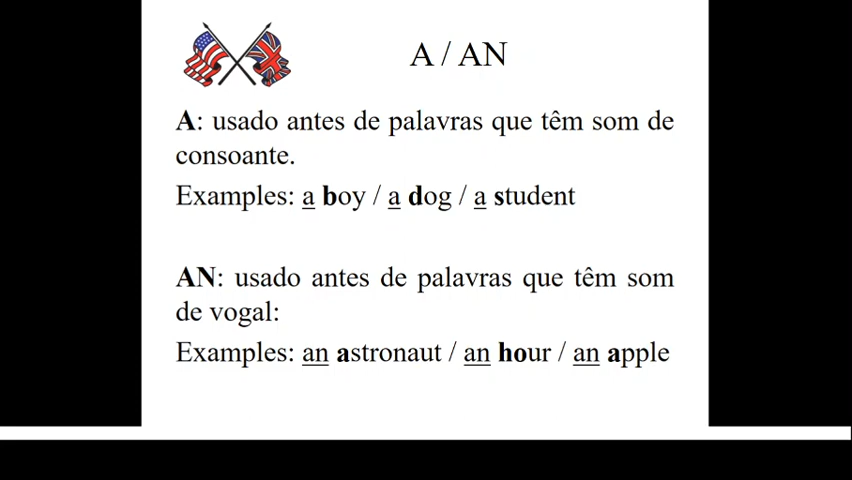 A / AN
A: usado antes de palavras que têm som de
consoante.
Examples: a boy / a dog / a student
AN: usado antes de palavras que têm som
de vogal:
Examples: an astronaut / an hour / an apple